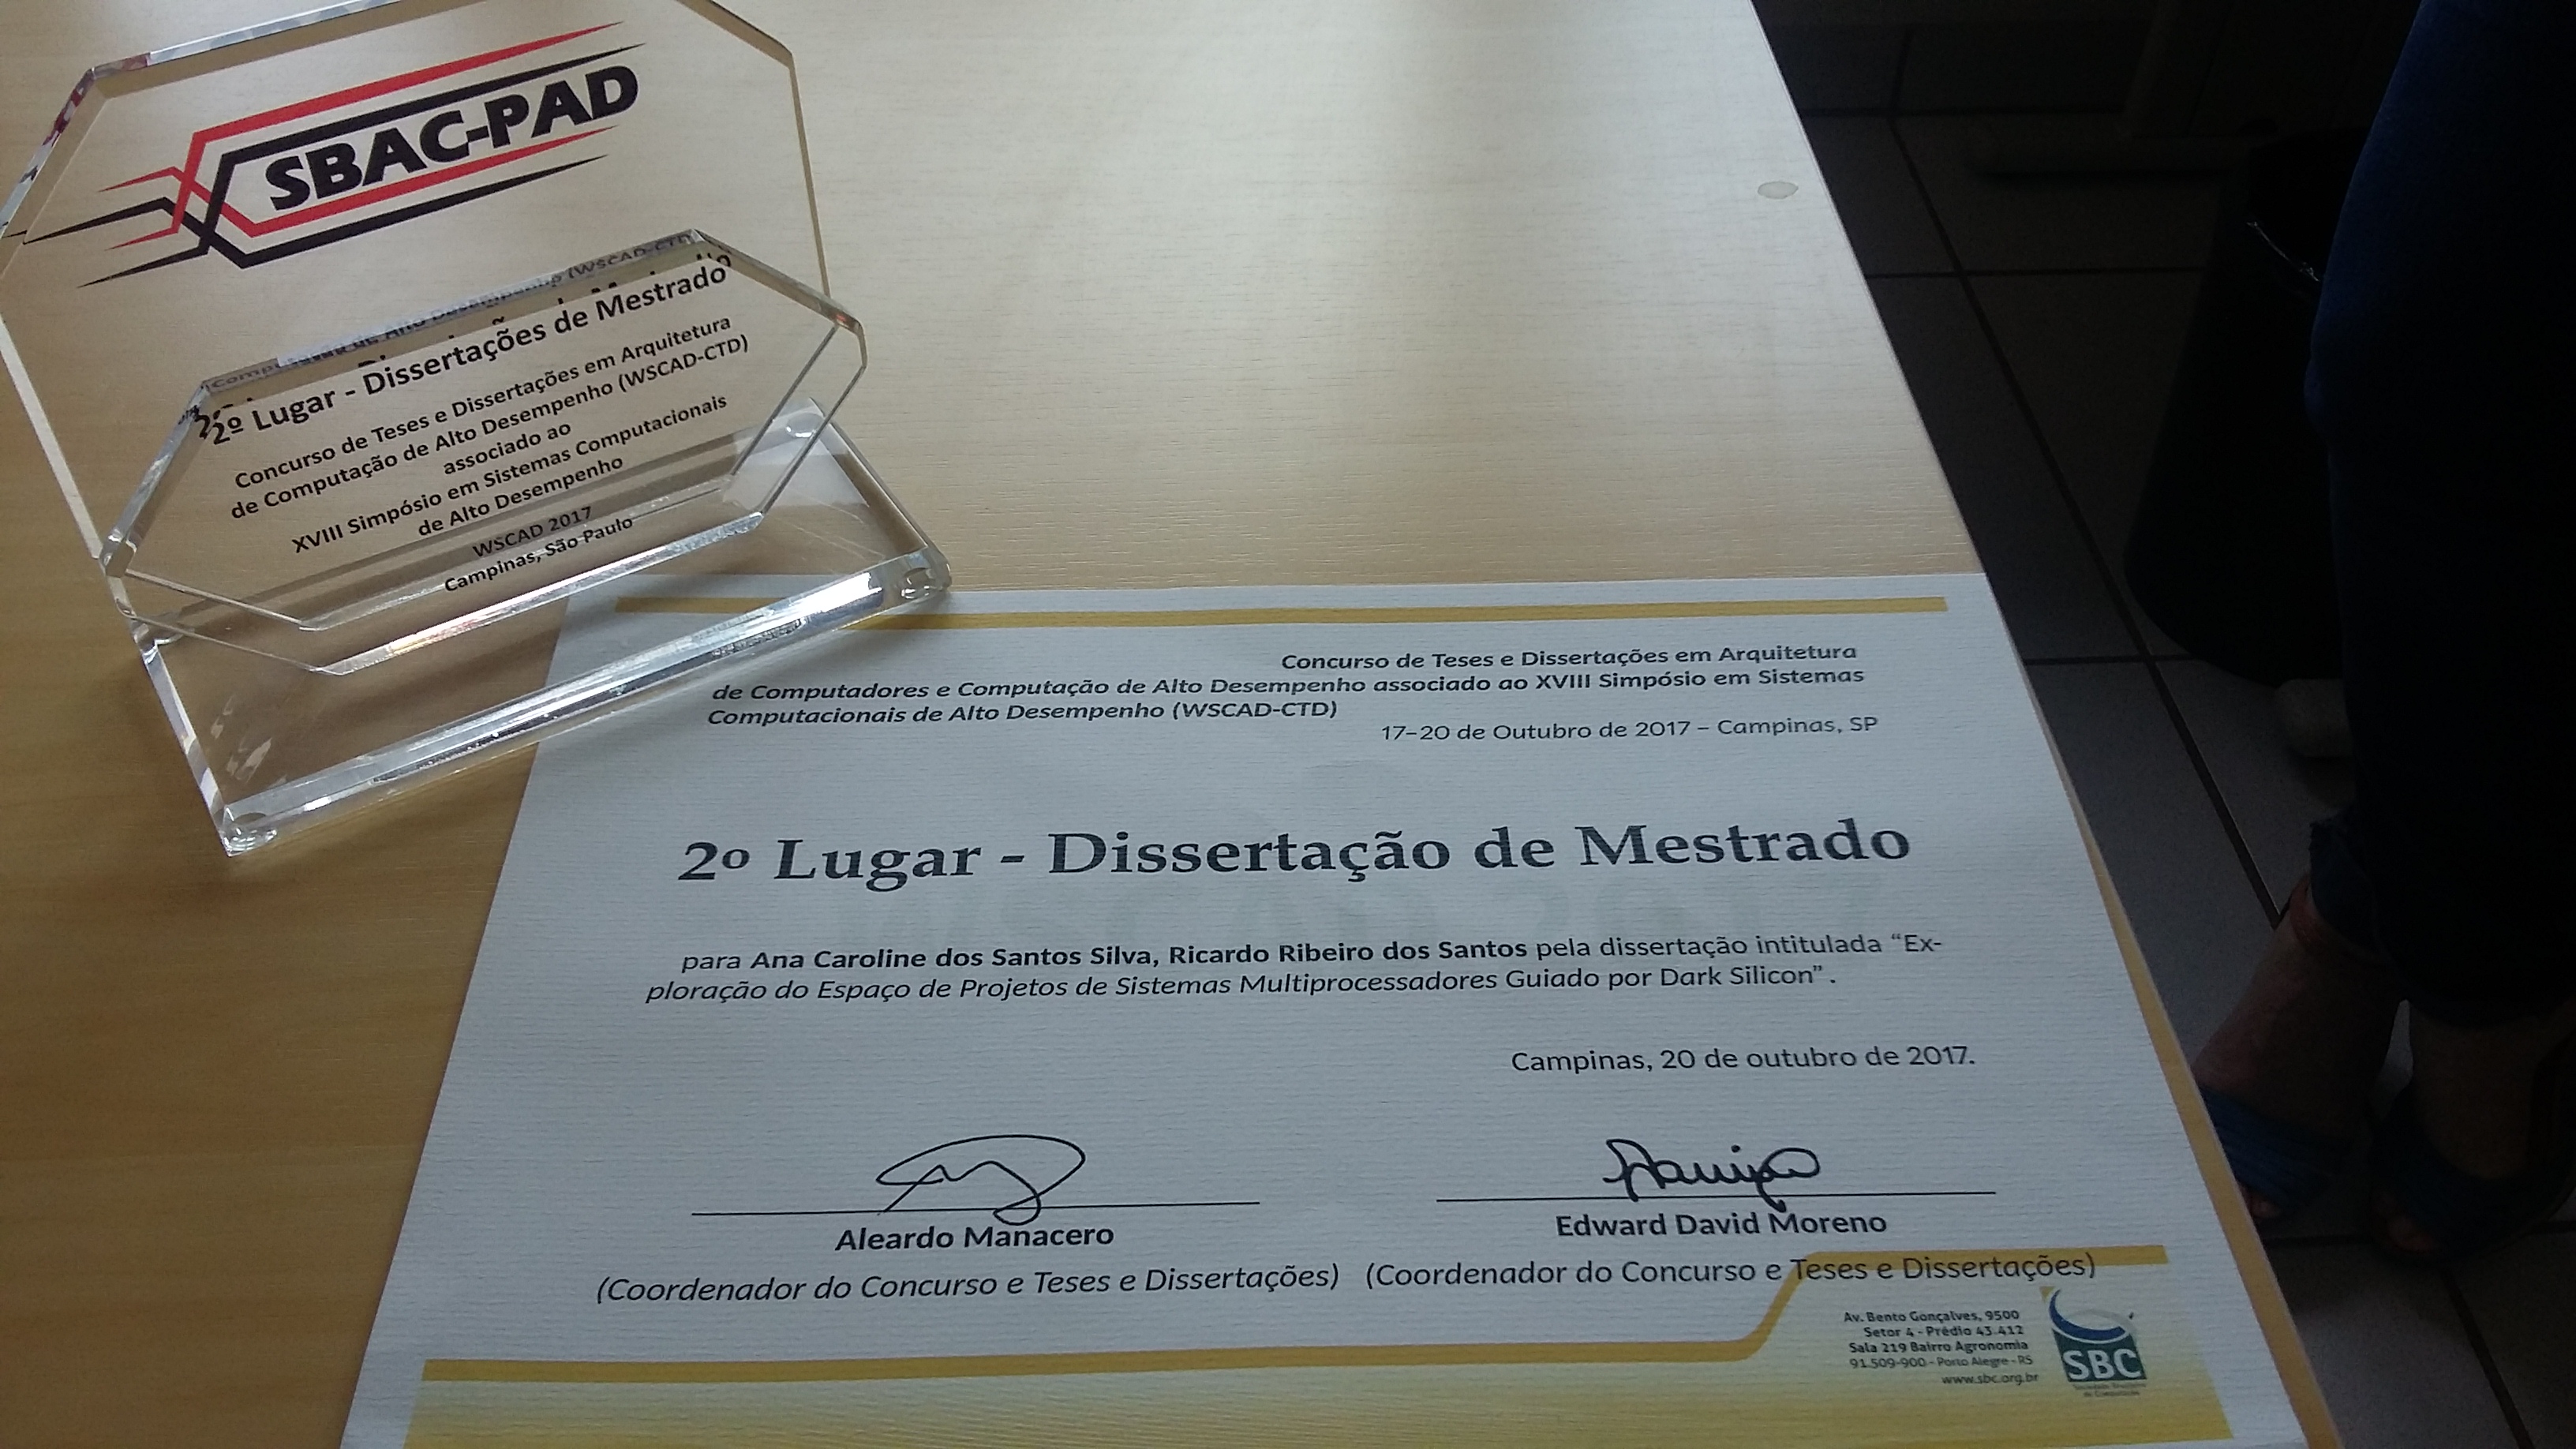 SBAC-PAD
2º Lugar - Dissertações de Mestrado
Concurso de Teses e Dissertações em Arquitetura
de Computação de Alto Desempenho (WSCAD-CTD)
associado ao
XVIII Simpósio em Sistemas Computacionais
de Alto Desempenho
WSCAD 2017
Campinas, São Paulo
Concurso de Teses e Dissertações em Arquitetura
de Computadores e Computação de Alto Desempenho associado ao XVIII Simpósio em Sistemas
Computacionais de Alto Desempenho (WSCAD-CTD)
17-20 de Outubro de 2017 – Campinas, SP
2º Lugar - Dissertação de Mestrado
para Ana Caroline dos Santos Silva, Ricardo Ribeiro dos Santos pela dissertação intitulada “Ex-
ploração do Espaço de Projetos de Sistemas Multiprocessadores Guiado por Dark Silicon”.
Campinas, 20 de outubro de 2017.
Aleardo Manacero
Edward David Moreno
(Coordenador do Concurso e Teses e Dissertações) (Coordenador do Concurso e Teses e Dissertações)
Av. Bento Gonçalves, 9500
Setor 4 - Prédio 43.412
Sala 219 Bairro Agronomia
91.509-900 - Porto Alegre - RS
www.sbc.org.br
SBC
Sociedade Brasileira
de Computação